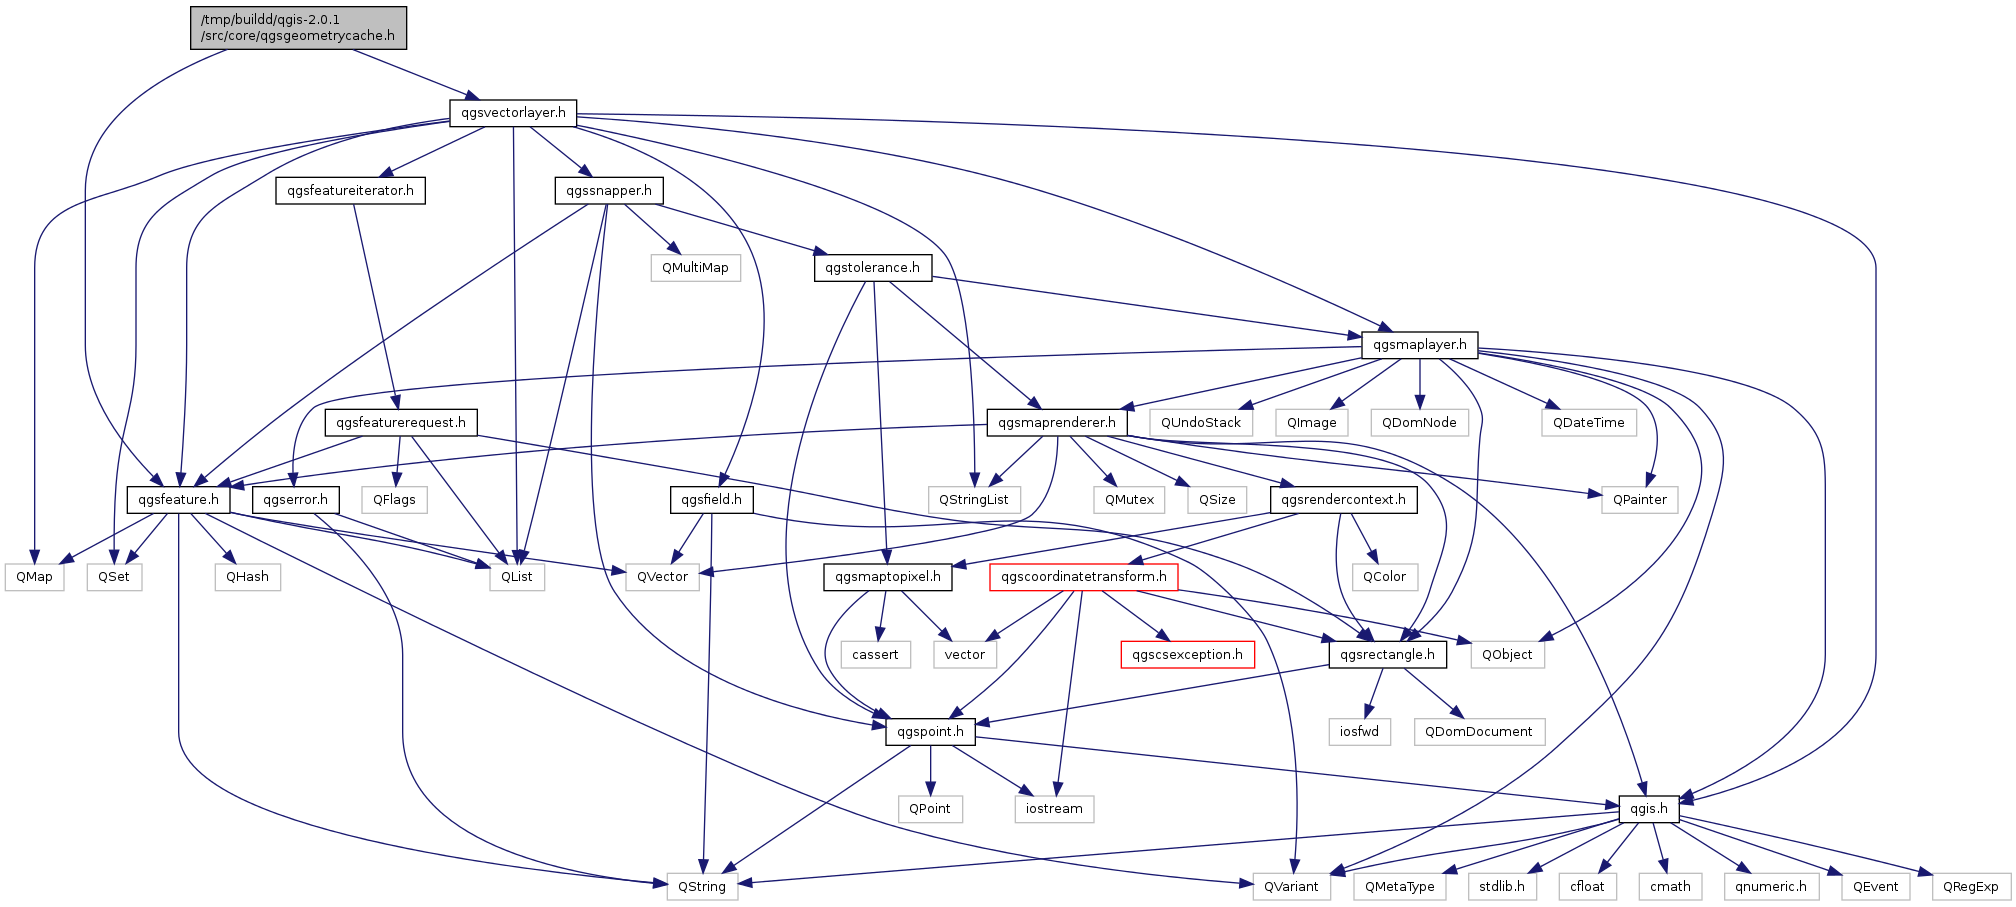 /tmp/buildd/qgis-2.0.1
/src/core/qgsgeometrycache.h
qgsvectorlayer.h
qgsfeatureiterator.h
qgssnapper.h
QMultiMap
qgstolerance.h
qgsmaplayer.h
qgsfeaturerequest.h
qgsmaprenderer.h
QUndoStack
QImage
QDomNode
QDateTime
qgsfeature.h
qgserror.h
QFlags
qgsfield.h
QStringList
QMutex
QSize
qgsrendercontext.h
QPainter
QMap
QSet
QHash
QList
QVector
qgsmaptopixel.h
qgscoordinatetransform.h
QColor
cassert
vector
qgscsexception.h
qgsrectangle.h
QObject
qgspoint.h
iosfwd
QDomDocument
QPoint
iostream
qgis.h
QString
QVariant
QMetaType
stdlib.h
cfloat
cmath
qnumeric.h
QEvent
QRegExp